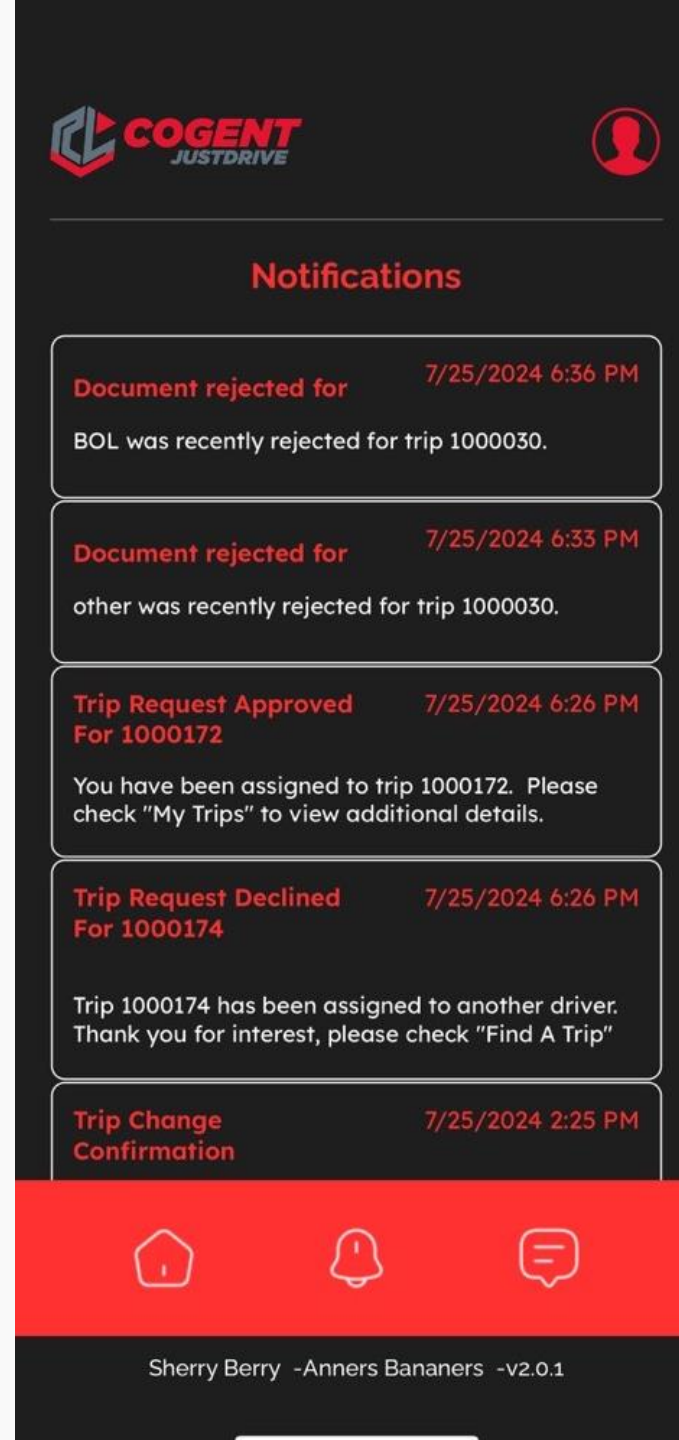 COGENT
JUSTDRIVE
Notifications
Document rejected for
7/25/2024 6:36 PM
BOL was recently rejected for trip 1000030.
Document rejected for
7/25/2024 6:33 PM
other was recently rejected for trip 1000030.
Trip Request Approved
For 1000172
7/25/2024 6:26 PM
You have been assigned to trip 1000172.  Please
check "My Trips" to view additional details.
Trip Request Declined
For 1000174
7/25/2024 6:26 PM
Trip 1000174 has been assigned to another driver.
Thank you for interest, please check "Find A Trip"
Trip Change
Confirmation
7/25/2024 2:25 PM
Sherry Berry  -Anners Bananers  -v2.0.1